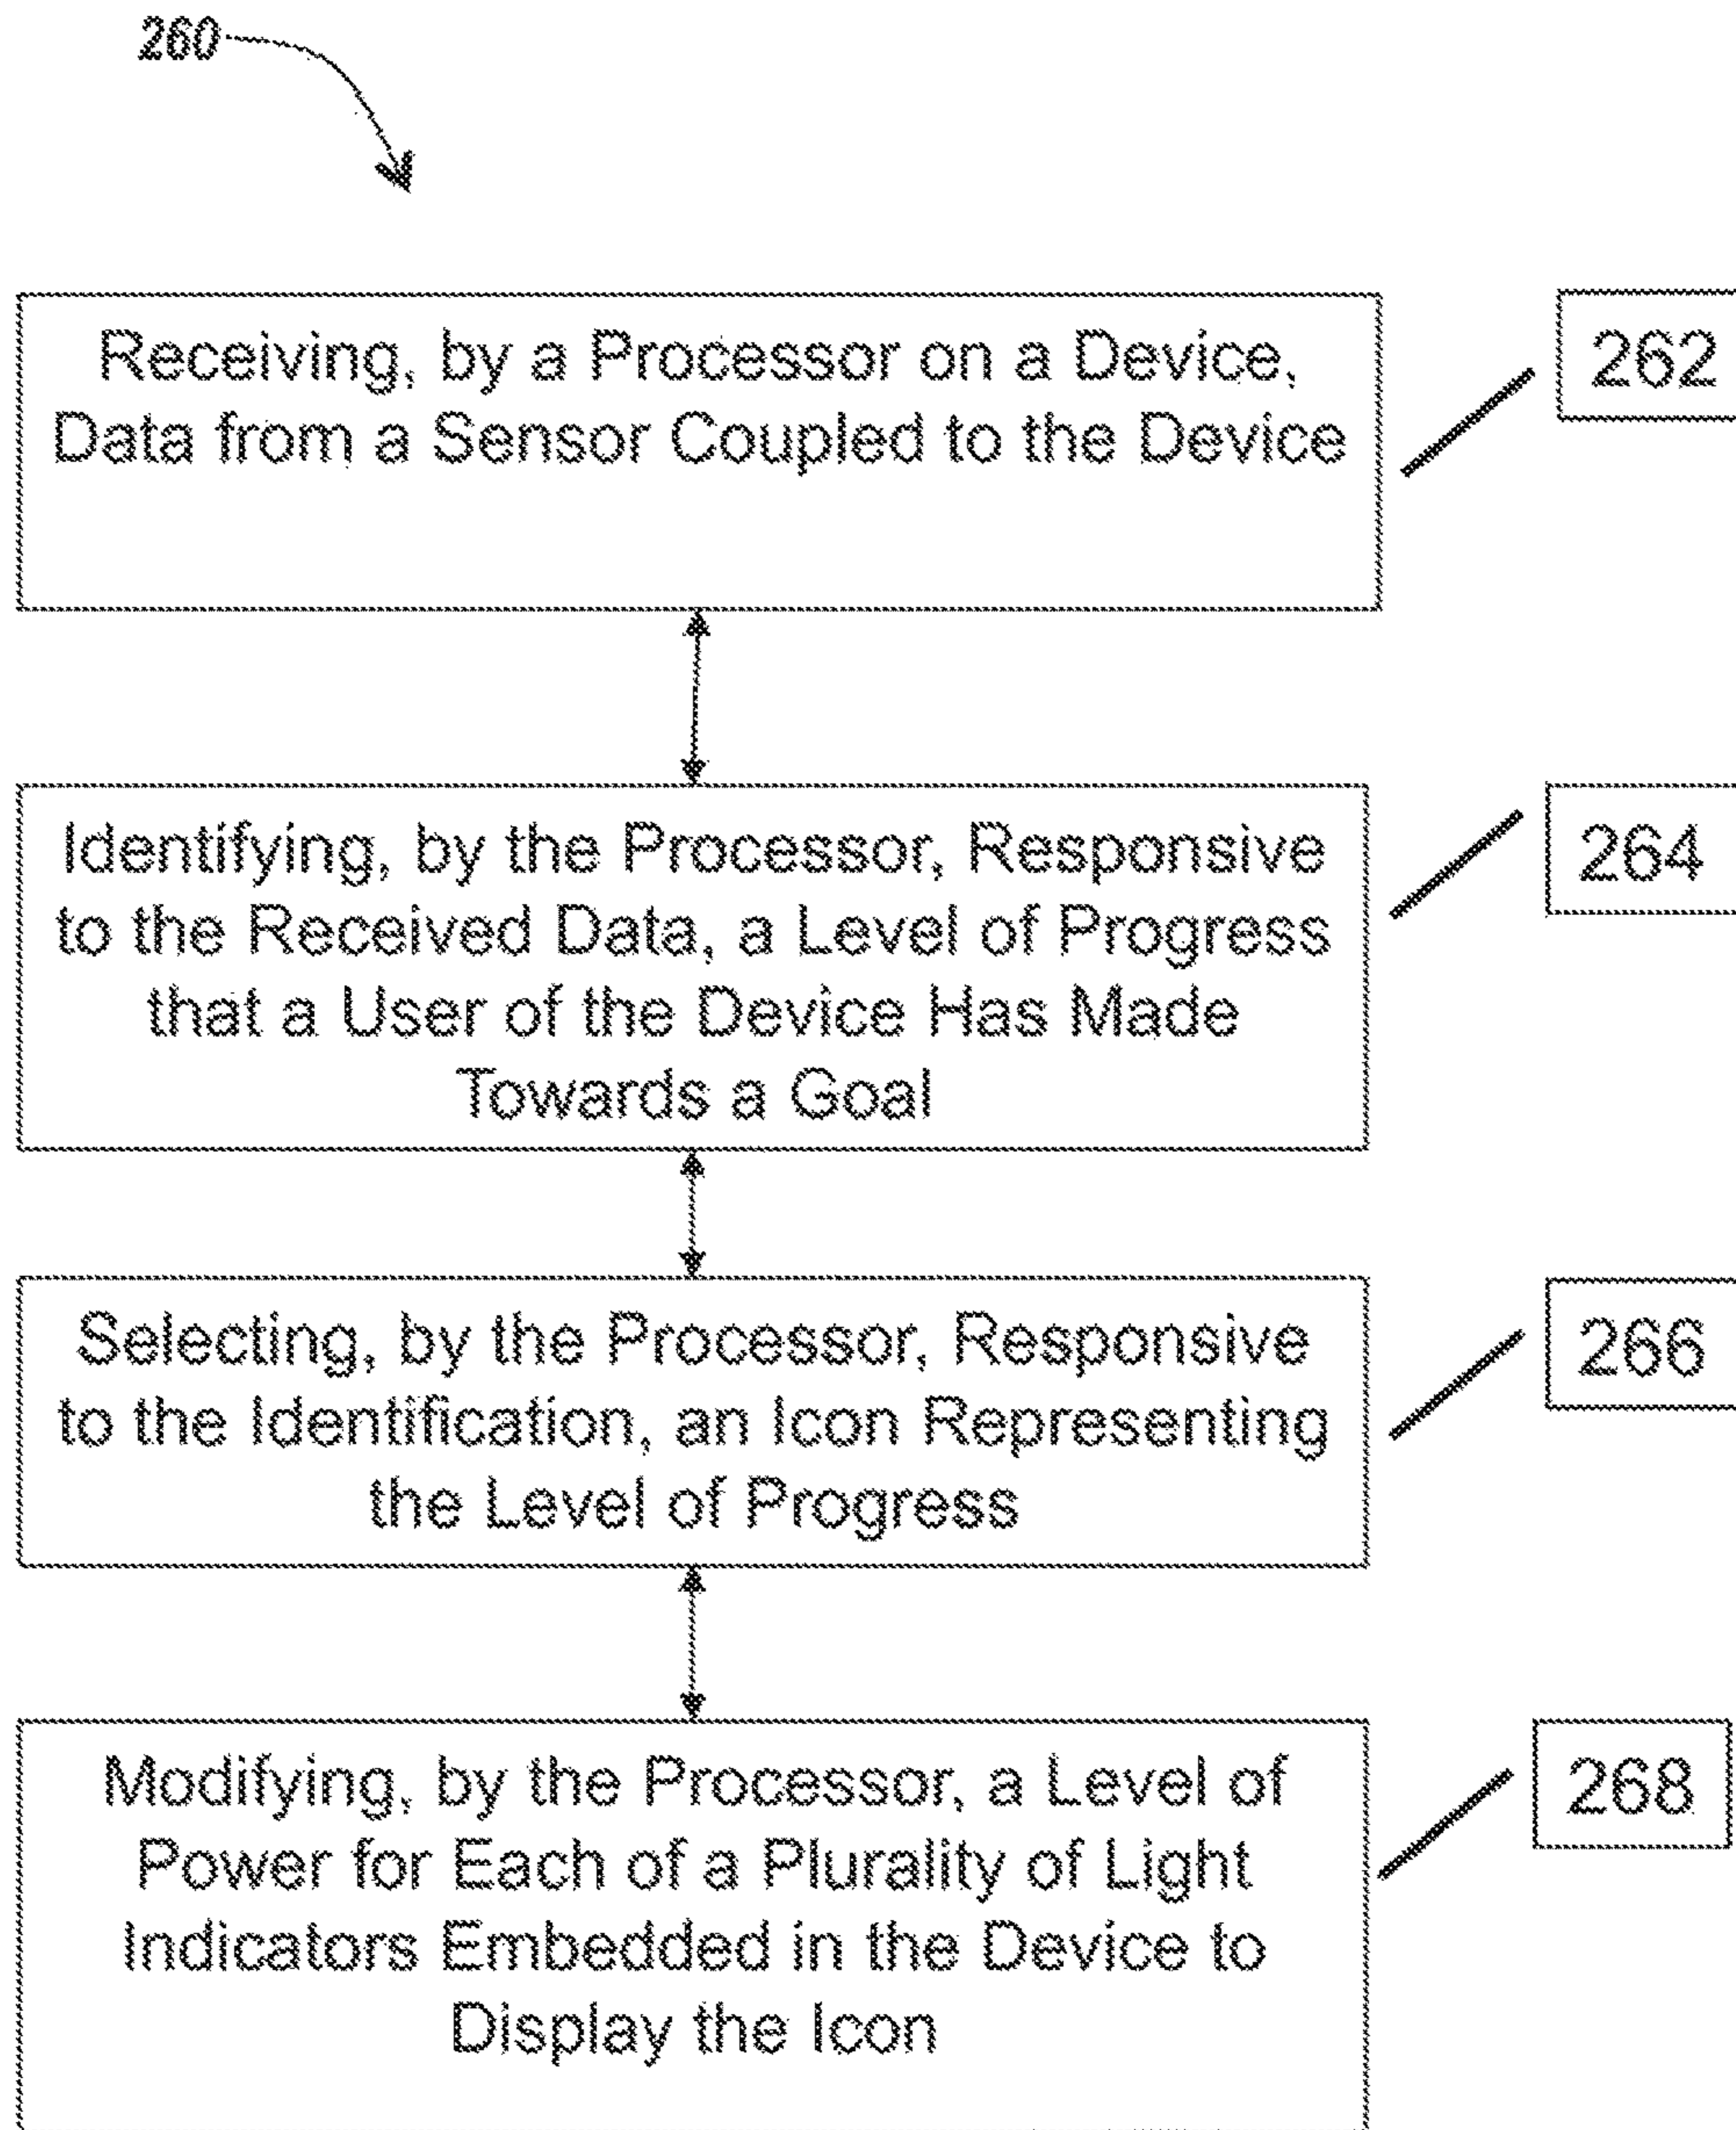 260
Receiving, by a Processor on a Device,
Data from a Sensor Coupled to the Device
262
Identifying, by the Processor, Responsive
to the Received Data, a Level of Progress
that a User of the Device Has Made
Towards a Goal
264
Selecting, by the Processor, Responsive
to the Identification, an Icon Representing
the Level of Progress
266
Modifying, by the Processor, a Level of
Power for Each of a Plurality of Light
Indicators Embedded in the Device to
Display the Icon
268